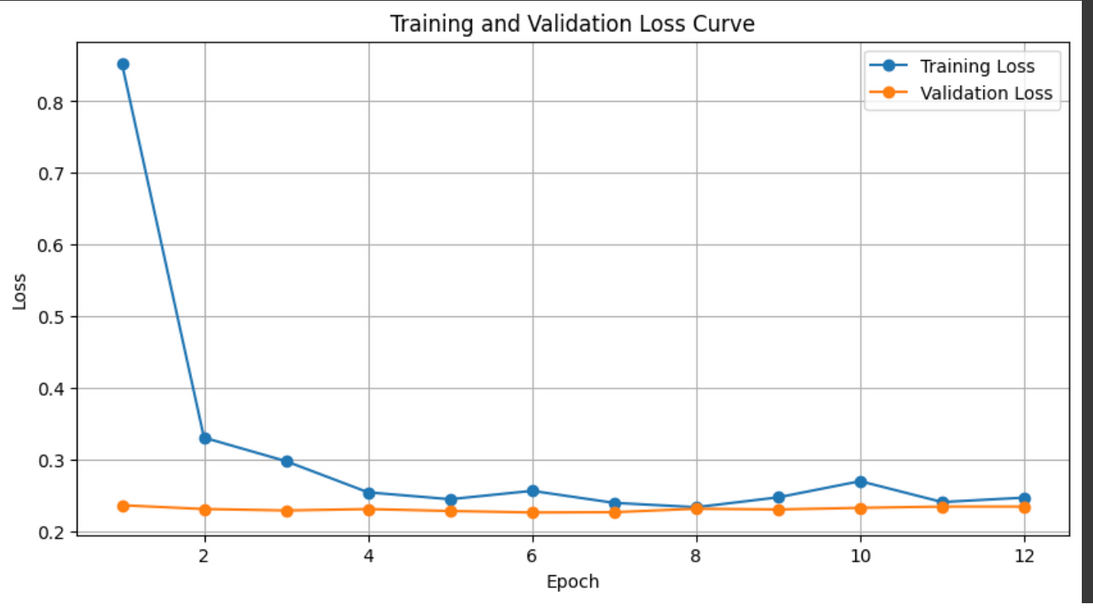 Training and Validation Loss Curve
Training Loss
Validation Loss
0.8
0.7
0.6
0.5
0.4
0.3
0.2
Loss
2 4 6 8 10 12
Epoch